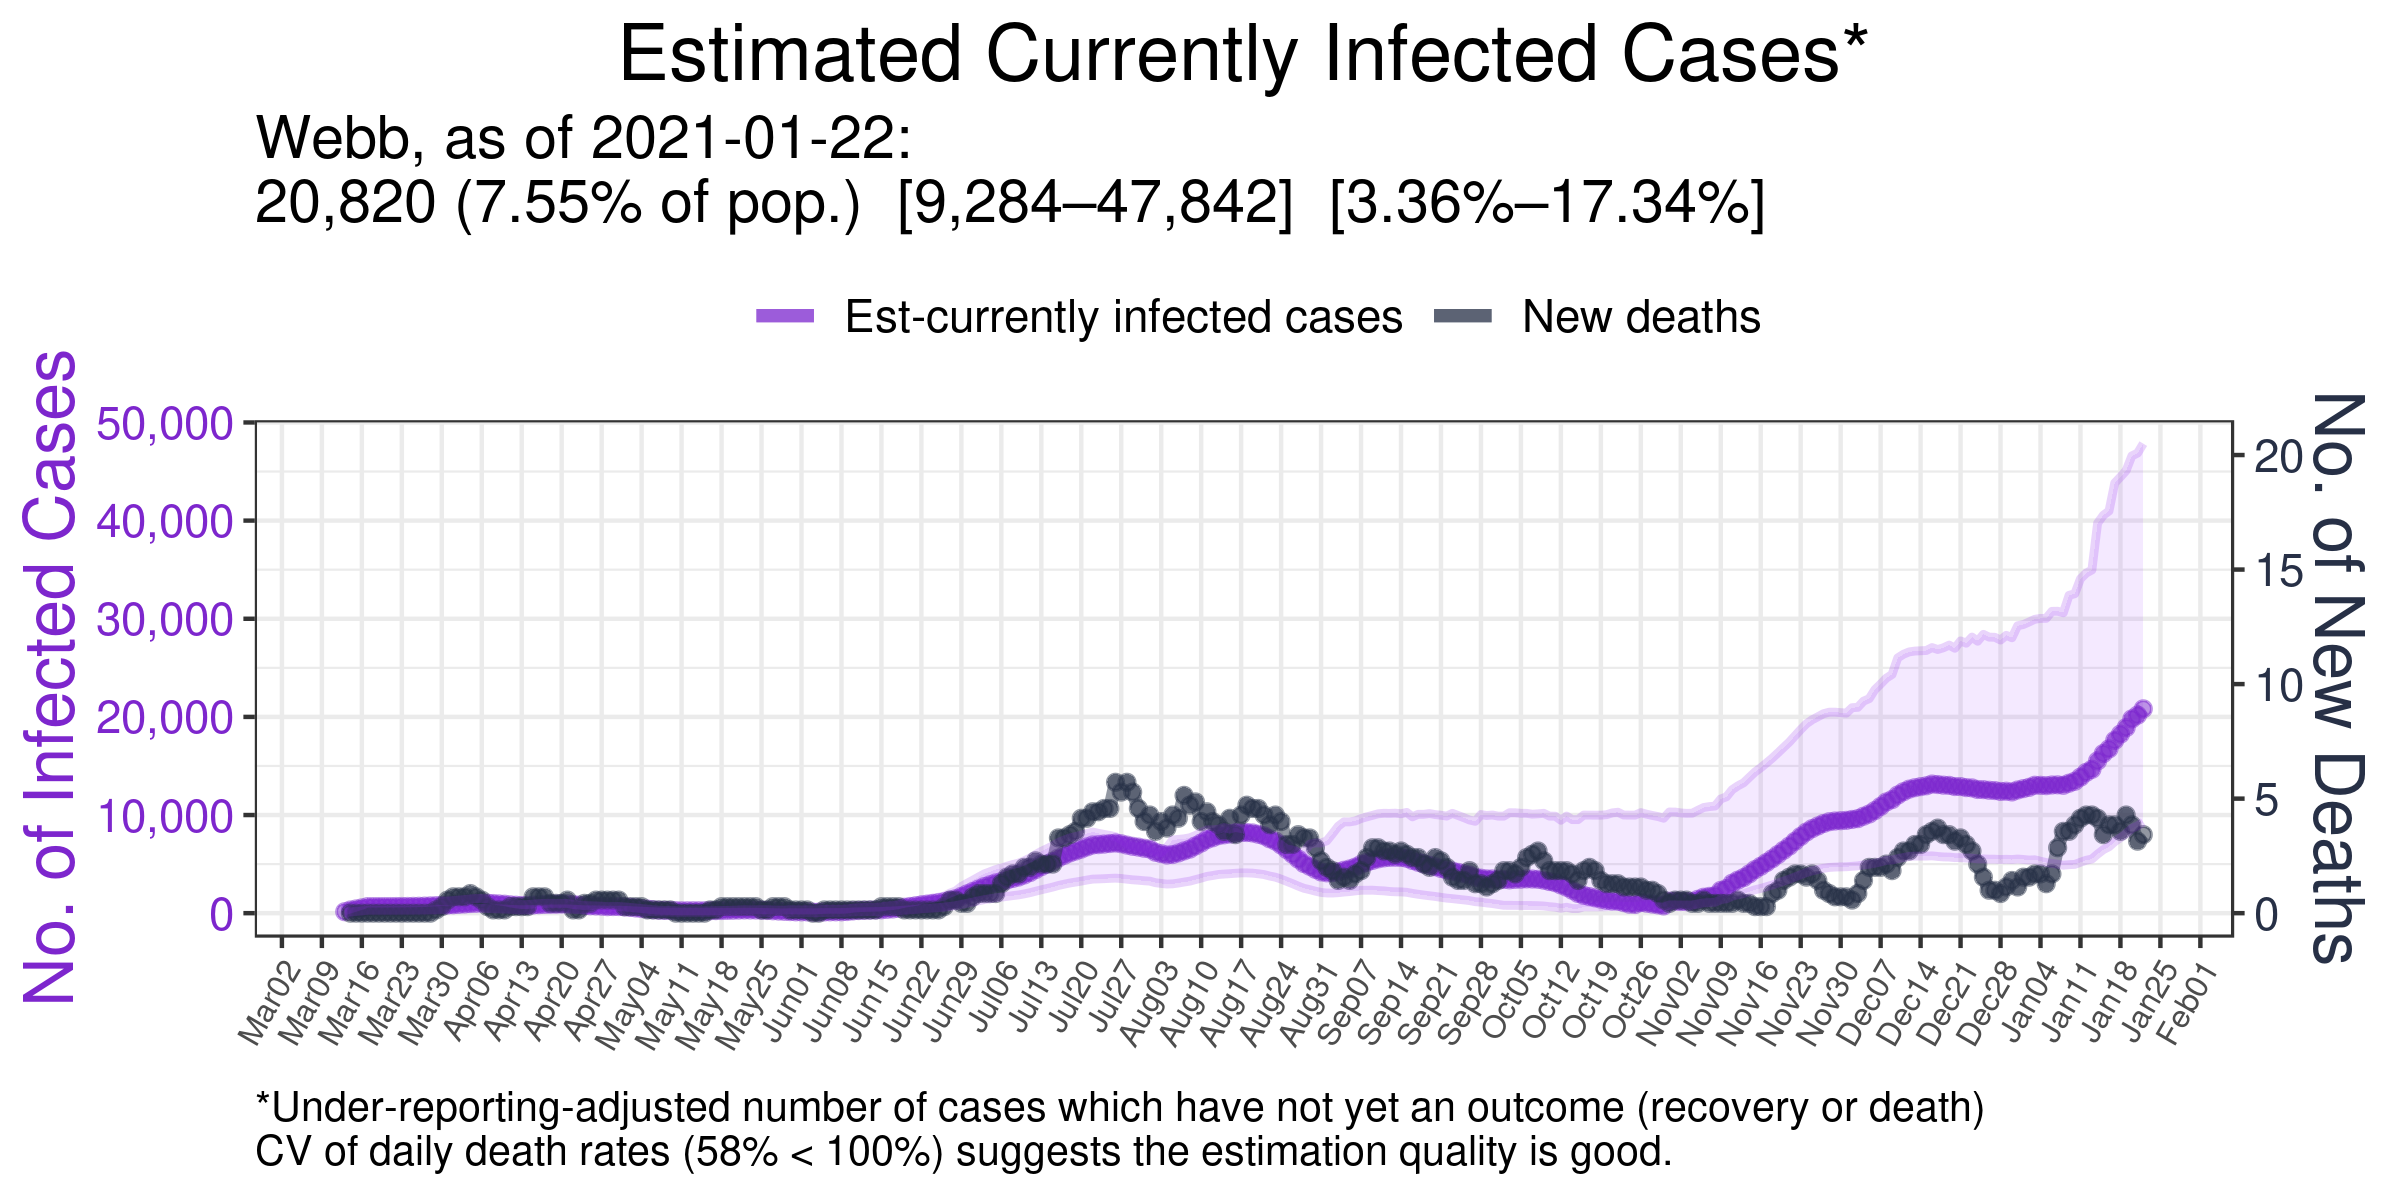 Estimated Currently Infected Cases*
Webb, as of 2021-01-22:
20,820 (7.55% of pop.) [9,284–47,842] [3.36%–17.34%]
Est-currently infected cases New deaths
No. of Infected Cases
50,000
40,000
30,000
20,000
10,000
0
20
15
10
5
0
No. of New Deaths
Mar02 Mar09 Mar16 Mar23 Mar30 Apr06 Apr13 Apr20 Apr27 May04 May11 May18 May25 Jun01 Jun08 Jun15 Jun22 Jun29 Jul06 Jul13 Jul20 Jul27 Aug03 Aug10 Aug17 Aug24 Aug31 Sep07 Sep14 Sep21 Sep28 Oct05 Oct12 Oct19 Oct26 Nov02 Nov09 Nov16 Nov23 Nov30 Dec07 Dec14 Dec21 Dec28 Jan04 Jan11 Jan18 Jan25 Feb01
*Under-reporting-adjusted number of cases which have not yet an outcome (recovery or death)
CV of daily death rates (58% < 100%) suggests the estimation quality is good.